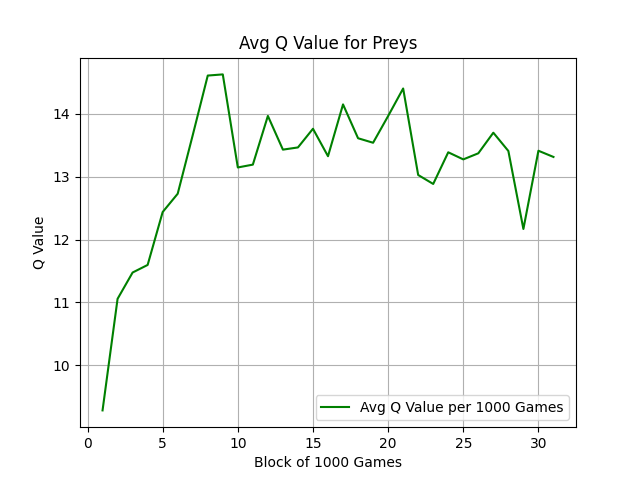 Avg Q Value for Preys
14
13
12
11
10
Q Value
Avg Q Value per 1000 Games
0 5 10 15 20 25 30
Block of 1000 Games